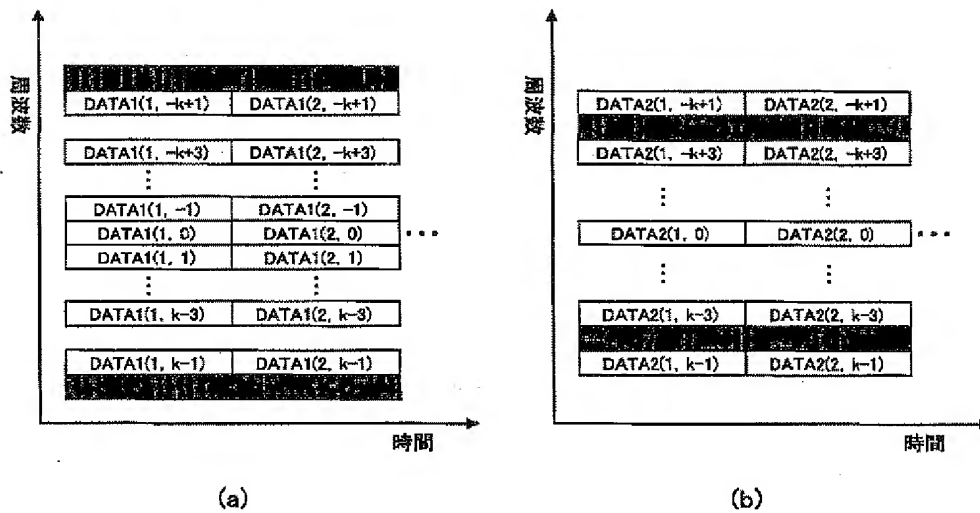 周波数
DATA1(1, -k+1) DATA1(2, -k+1)
DATA1(1, -k+3) DATA1(2, -k+3)
DATA1(1, -1) DATA1(2, -1)
DATA1(1, 0) DATA1(2, 0)
DATA1(1, 1) DATA1(2, 1)
DATA1(1, k-3) DATA1(2, k-3)
DATA1(1, k-1) DATA1(2, k-1)
時間
(a)
周波数
DATA2(1, -k+1) DATA2(2, -k+1)
DATA2(1, -k+3) DATA2(2, -k+3)
DATA2(1, 0) DATA2(2, 0)
DATA2(1, k-3) DATA2(2, k-3)
DATA2(1, k-1) DATA2(2, k-1)
時間
(b)